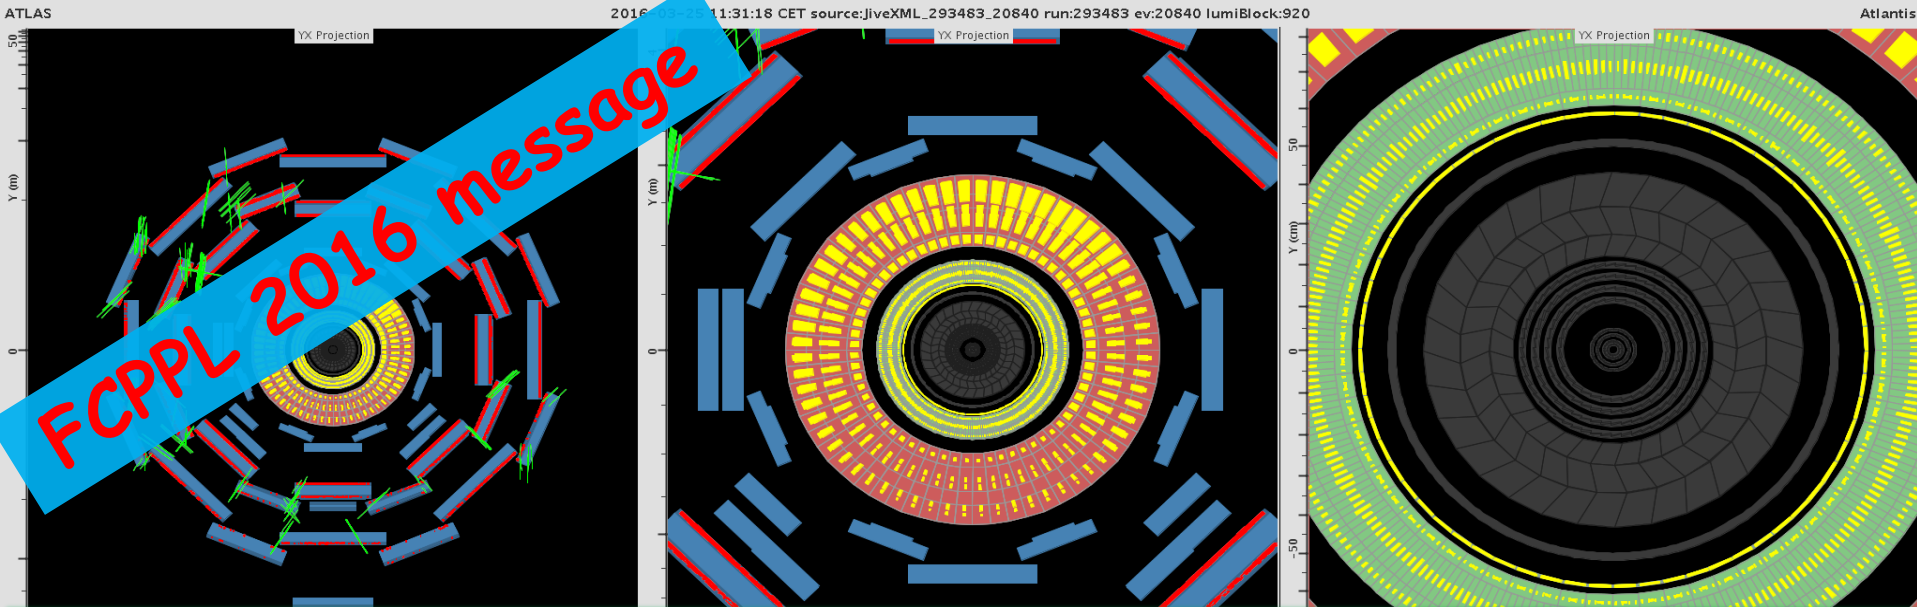 ATLAS
2016-03-25 11:31:18 CET source:JiveXML_293483_20840 run:293483 ev:20840 lumiBlock:920
Atlantis
YX Projection
YX Projection
YX Projection
50
Y (m)
0
Y (m)
0
50
Y (cm)
0
-50
FCPPL 2016 message